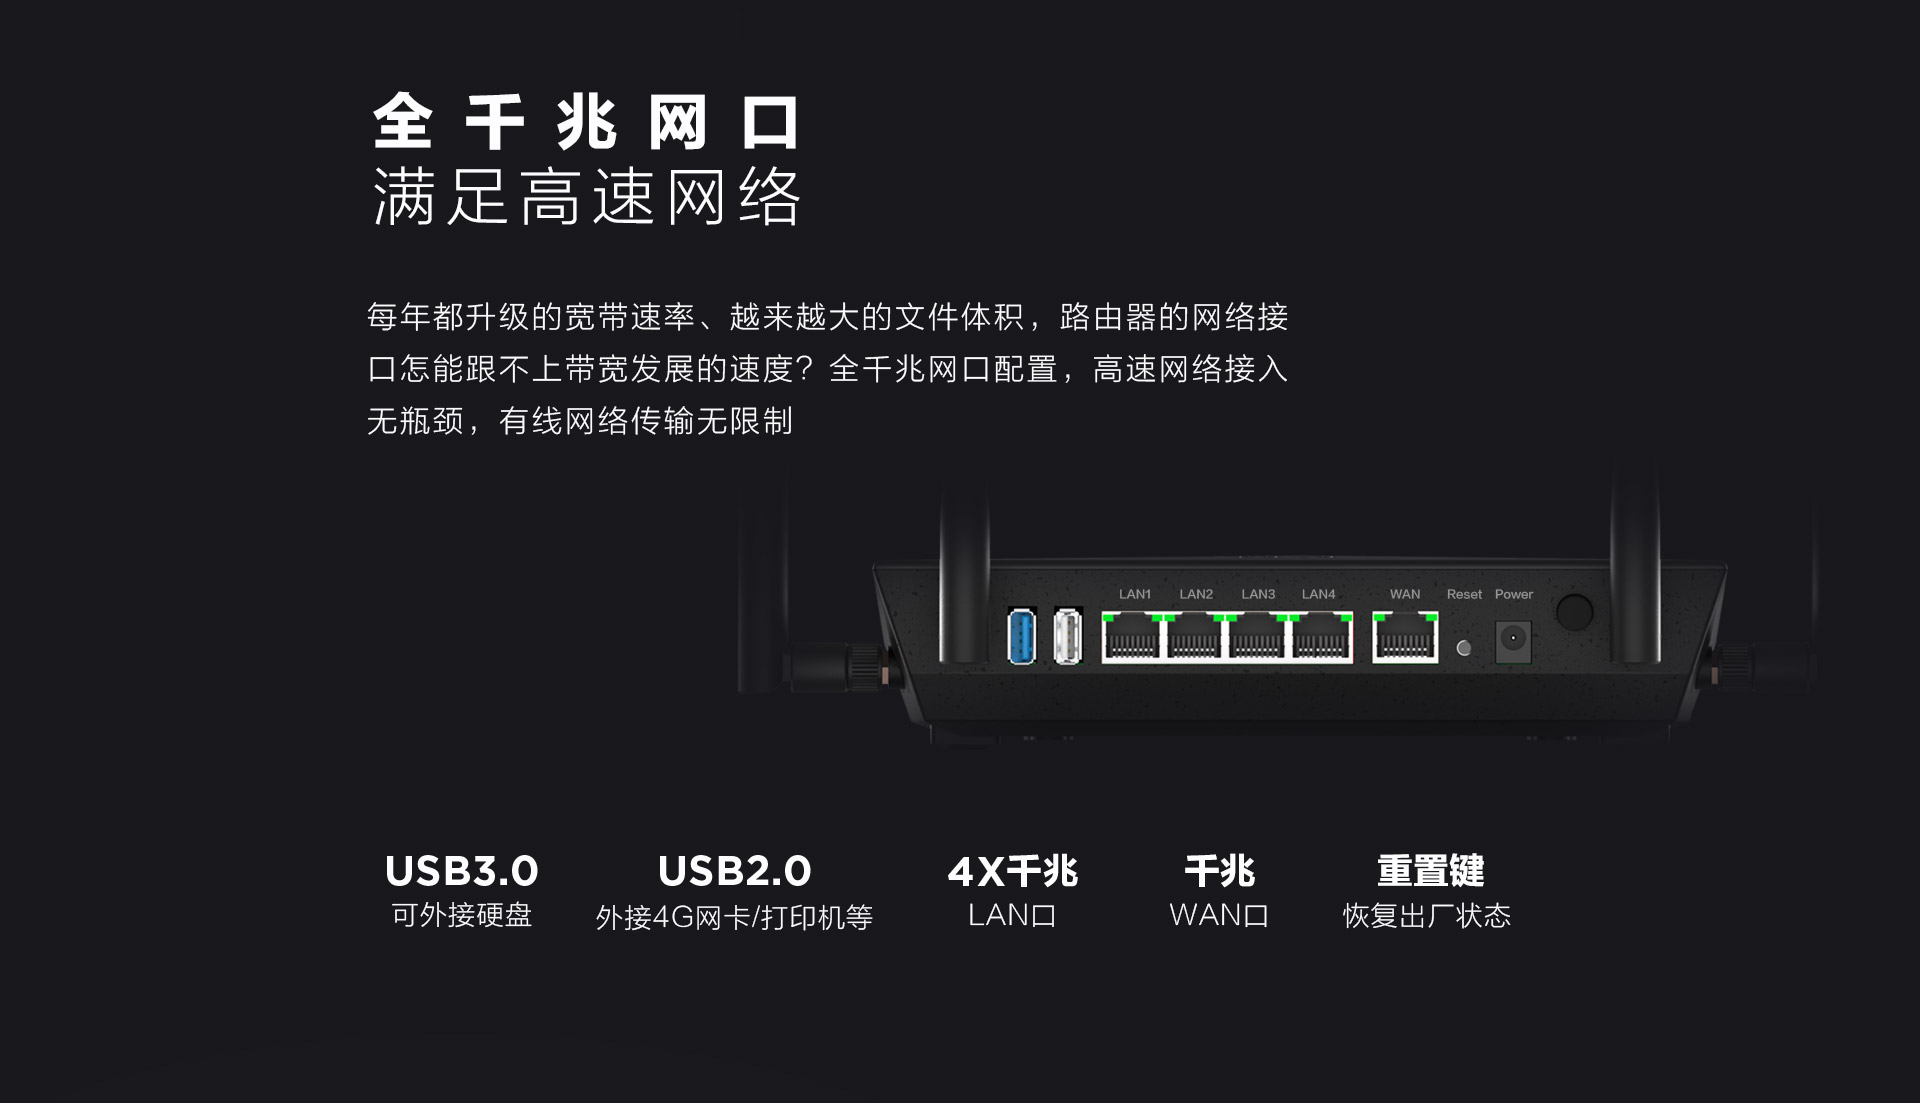 全千兆网口
满足高速网络
每年都升级的宽带速率、越来越大的文件体积，路由器的网络接
口怎能跟不上带宽发展的速度？全千兆网口配置，高速网络接入
无瓶颈，有线网络传输无限制
LAN1 LAN2 LAN3 LAN4 WAN Reset Power
USB3.0 USB2.0 4X千兆 千兆 重置键
可外接硬盘 外接4G网卡/打印机等 LAN口 WAN口 恢复出厂状态